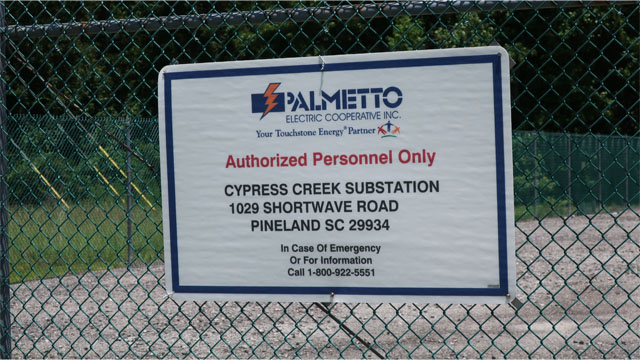 PALMETTO
ELECTRIC COOPERATIVE INC.
Your Touchstone Energy® Partner
Authorized Personnel Only
CYPRESS CREEK SUBSTATION
1029 SHORTWAVE ROAD
PINELAND SC 29934
In Case Of Emergency
Or For Information
Call 1-800-922-5551